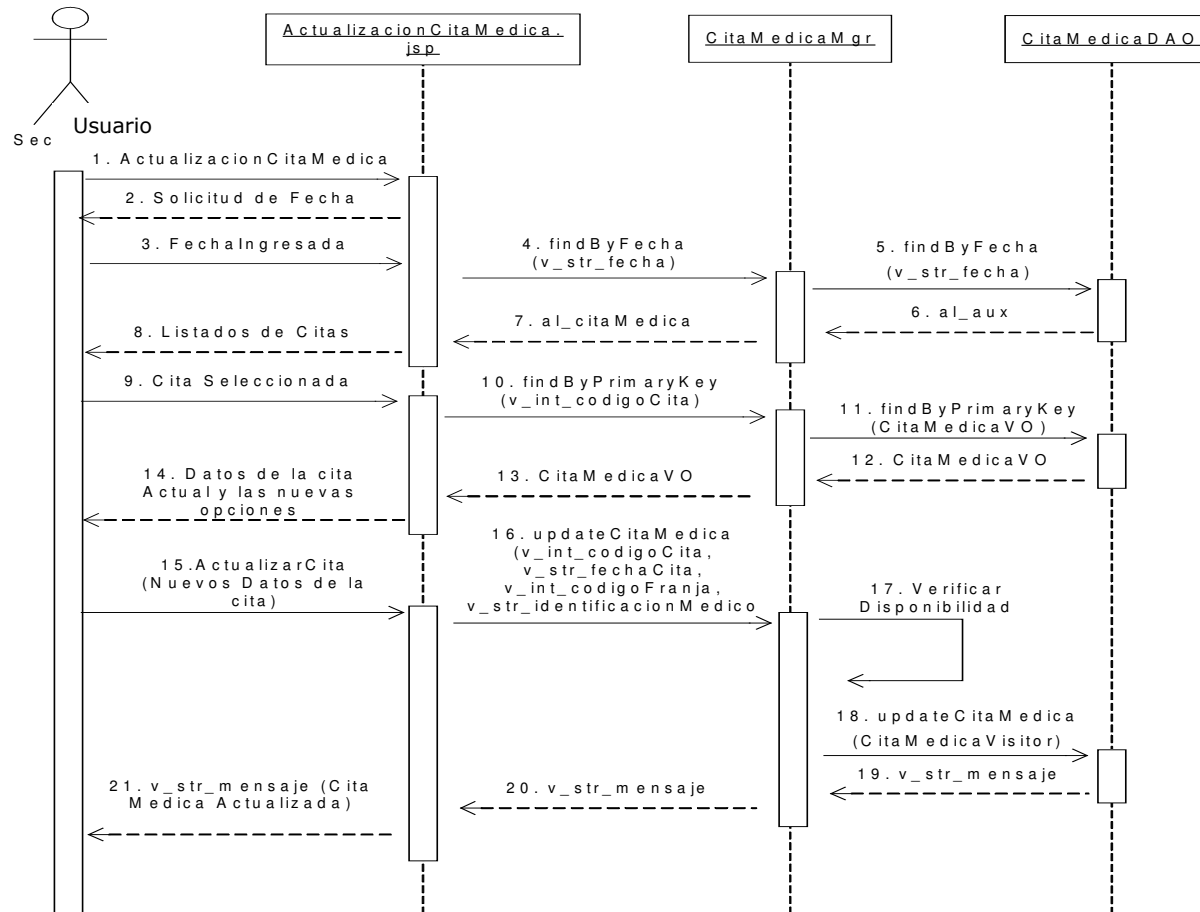 ActualizacionCitaMedica.
jsp
CitaMedicaMgr
CitaMedicaDAO
Sec
Usuario
1. ActualizacionCitaMedica
2. Solicitud de Fecha
3. FechaIngresada
4. findByFecha
(v_str_fecha)
5. findByFecha
(v_str_fecha)
6. al_aux
7. al_citaMedica
8. Listados de Citas
9. Cita Seleccionada
10. findByPrimaryKey
(v_int_codigoCita)
11. findByPrimaryKey
(CitaMedicaVO)
12. CitaMedicaVO
13. CitaMedicaVO
14. Datos de la cita
Actual y las nuevas
opciones
15.ActualizarCita
(Nuevos Datos de la
cita)
16. updateCitaMedica
(v_int_codigoCita,
v_str_fechaCita,
v_int_codigoFranja,
v_str_identificacionMedico
17. Verificar
Disponibilidad
18. updateCitaMedica
(CitaMedicaVisitor)
19. v_str_mensaje
20. v_str_mensaje
21. v_str_mensaje (Cita
Medica Actualizada)